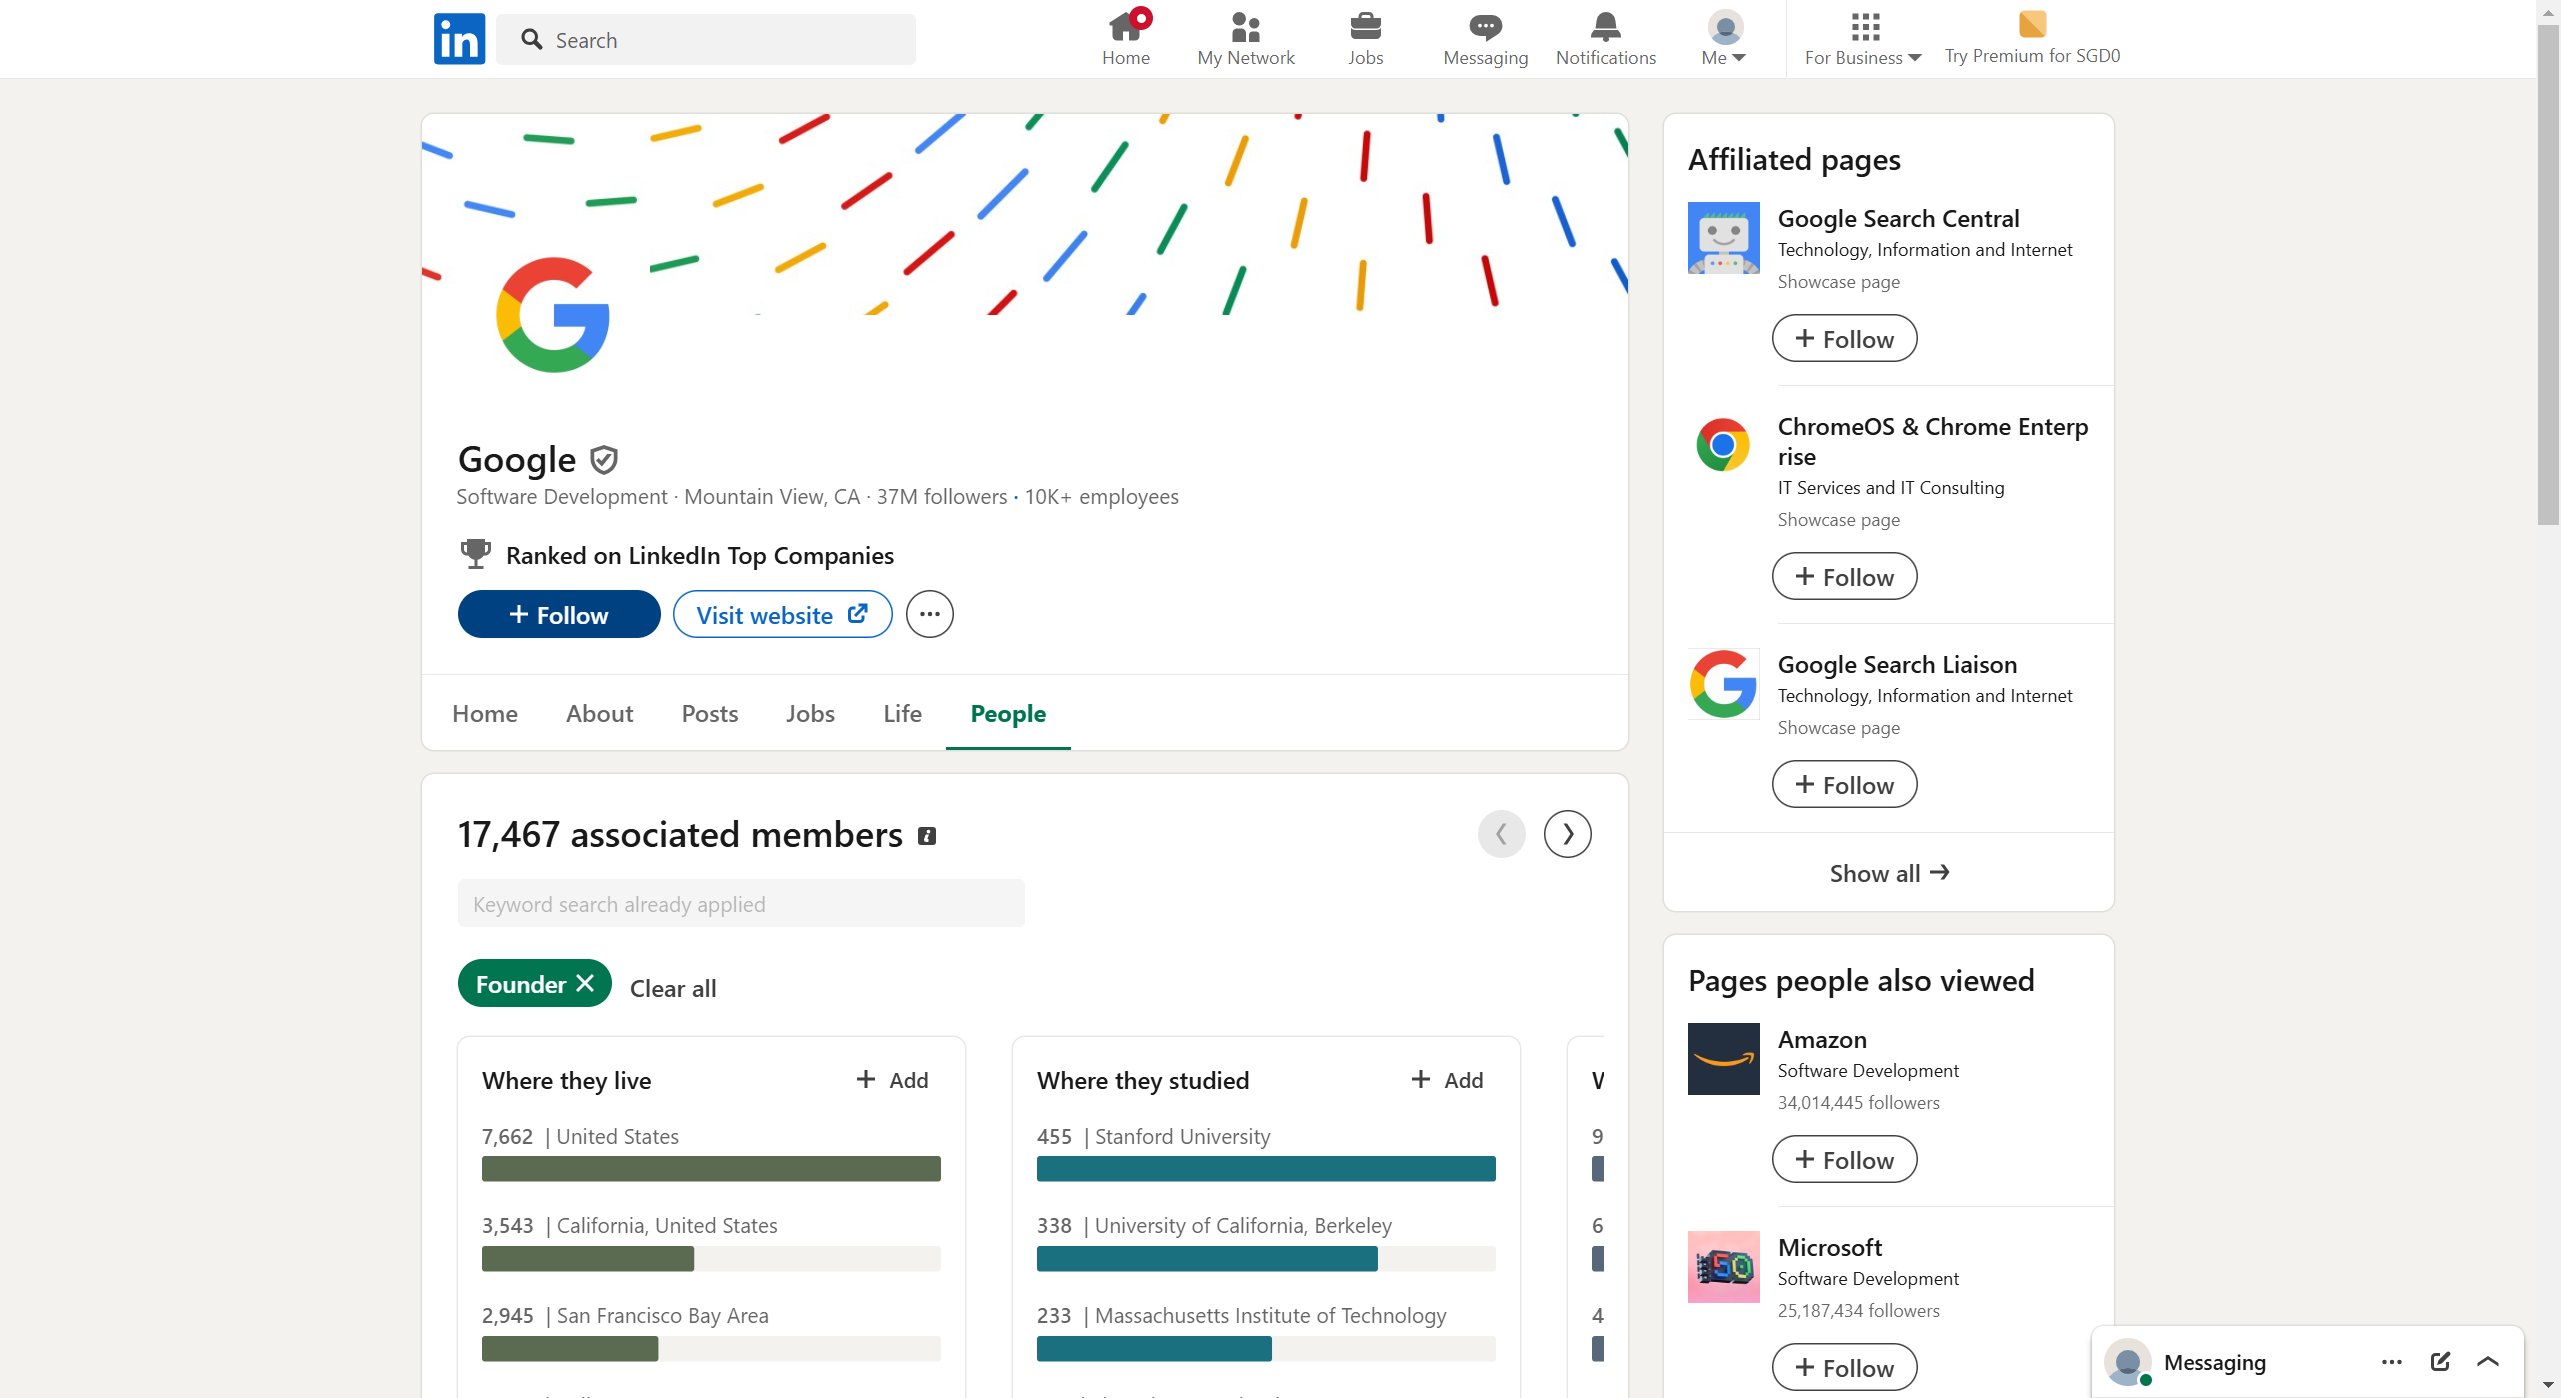 in
Search
Home
My Network
Jobs
Messaging
Notifications
Me
For Business
Try Premium for SGD0
Google
Software Development · Mountain View, CA · 37M followers · 10K+ employees
Ranked on LinkedIn Top Companies
+ Follow
Visit website
Home
About
Posts
Jobs
Life
People
17,467 associated members
Keyword search already applied
Founder
Clear all
Where they live
+ Add
7,662 | United States
3,543 | California, United States
2,945 | San Francisco Bay Area
Where they studied
+ Add
455 | Stanford University
338 | University of California, Berkeley
233 | Massachusetts Institute of Technology
9
6
4
Affiliated pages
Google Search Central
Technology, Information and Internet
Showcase page
+ Follow
ChromeOS & Chrome Enterp
rise
IT Services and IT Consulting
Showcase page
+ Follow
Google Search Liaison
Technology, Information and Internet
Showcase page
+ Follow
Show all →
Pages people also viewed
Amazon
Software Development
34,014,445 followers
+ Follow
50
Microsoft
Software Development
25,187,434 followers
+ Follow
Messaging